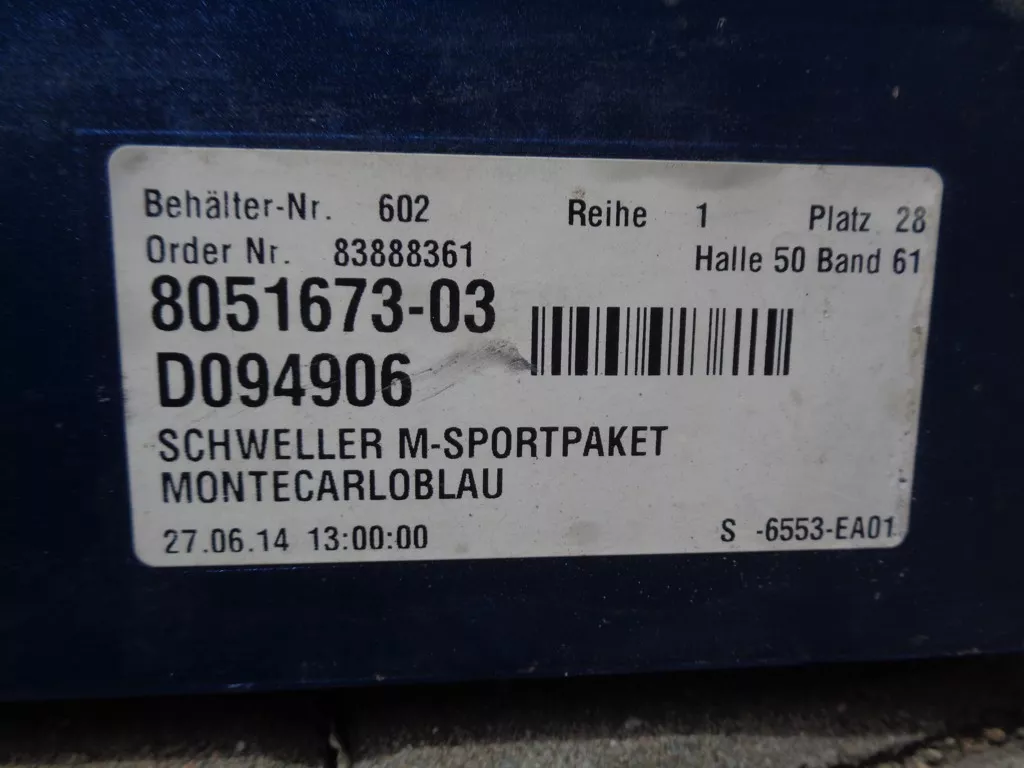 Behälter-Nr. 602 Reihe 1 Platz 28
Order Nr. 83888361 Halle 50 Band 61
8051673-03
D094906
SCHWELLER M-SPORTPAKET
MONTECARLOBLAU
27.06.14 13:00:00 S -6553-EA01